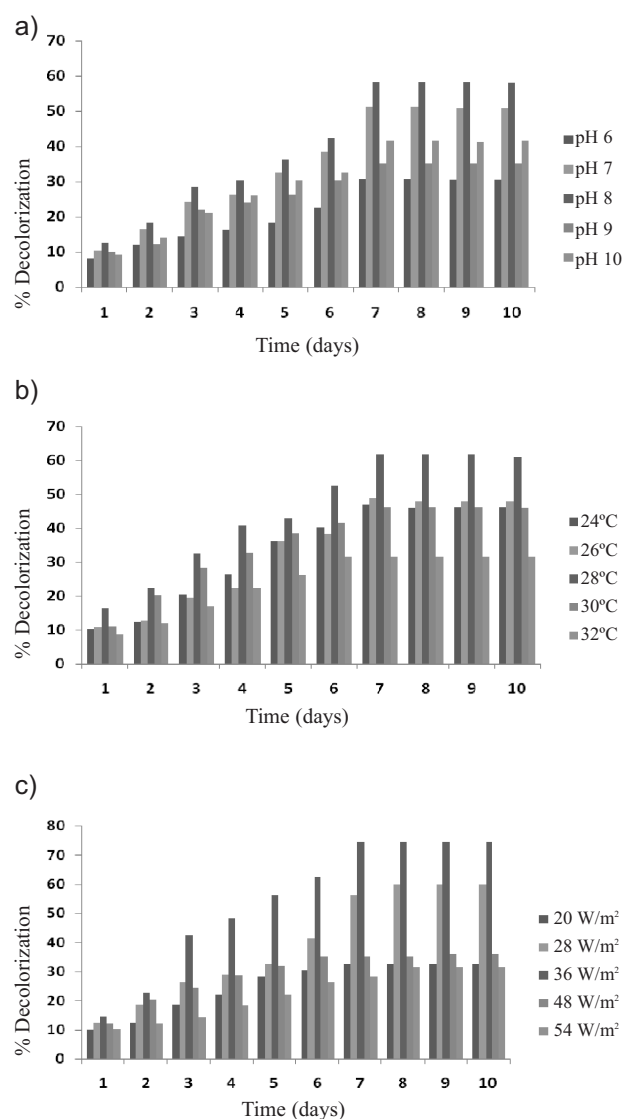 a)
70
60
50
40
30
20
10
0
% Decolorization
1 2 3 4 5 6 7 8 9 10
Time (days)
pH 6
pH 7
pH 8
pH 9
pH 10
b)
70
60
50
40
30
20
10
0
% Decolorization
1 2 3 4 5 6 7 8 9 10
Time (days)
24ºC
26ºC
28ºC
30ºC
32ºC
c)
80
70
60
50
40
30
20
10
0
% Decolorization
1 2 3 4 5 6 7 8 9 10
Time (days)
20 W/m²
28 W/m²
36 W/m²
48 W/m²
54 W/m²